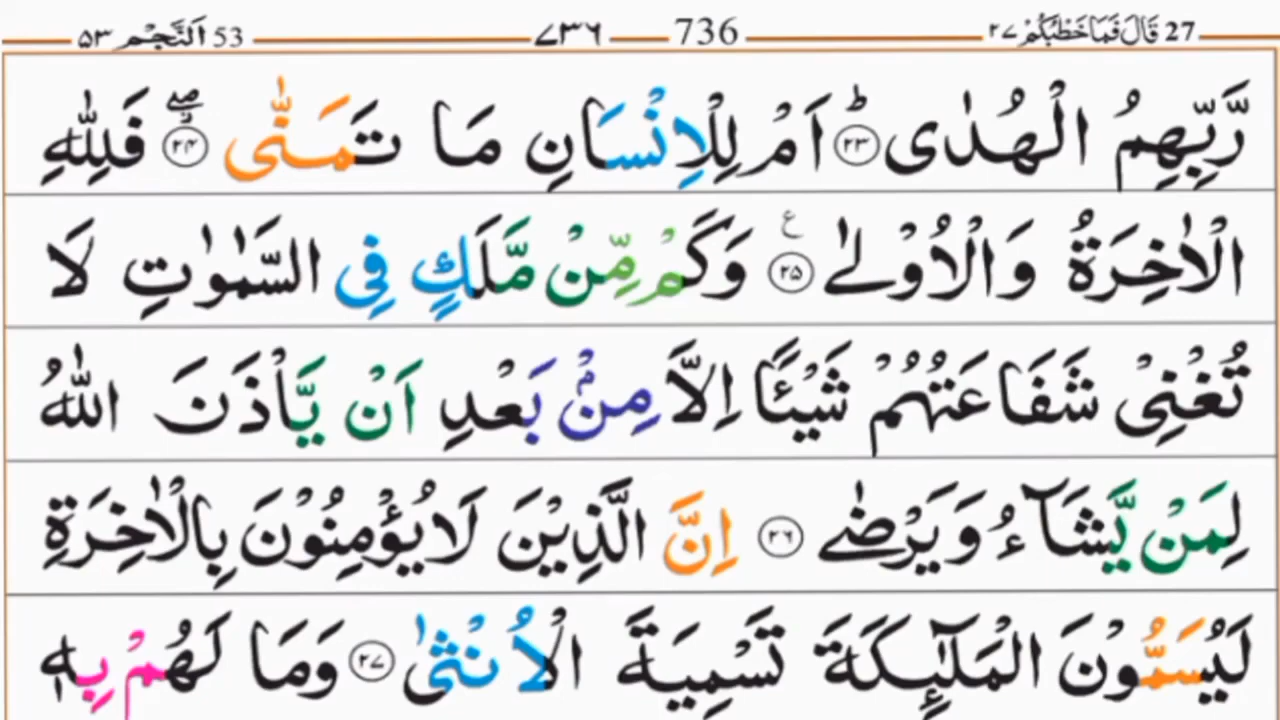 27 قَالَ فَمَا خَطْبُكُمْ ٢٧ 736 ٧٣٦ 53 اَلنَّجْم ٥٣
رَّبِّهِمُ الْهُدٰى ﴿٢٣﴾ؕ اَمْ لِلْاِنْسَانِ مَا تَمَنّٰى ﴿٢٤﴾ۖ فَلِلّٰهِ
الْاٰخِرَةُ وَالْاُوْلٰى ﴿٢٥﴾ع وَكَمْ مِّنْ مَّلَكٍ فِى السَّمٰوٰتِ لَا
تُغْنِىْ شَفَاعَتُهُمْ شَيْـًٔا اِلَّا مِنْۢ بَعْدِ اَنْ يَّاْذَنَ اللّٰهُ
لِمَنْ يَّشَآءُ وَيَرْضٰى ﴿٢٦﴾ اِنَّ الَّذِيْنَ لَا يُؤْمِنُوْنَ بِالْاٰخِرَةِ
لَيُسَمُّوْنَ الْمَلٰٓئِكَةَ تَسْمِيَةَ الْاُنْثٰى ﴿٢٧﴾ وَمَا لَهُمْ بِهٖ